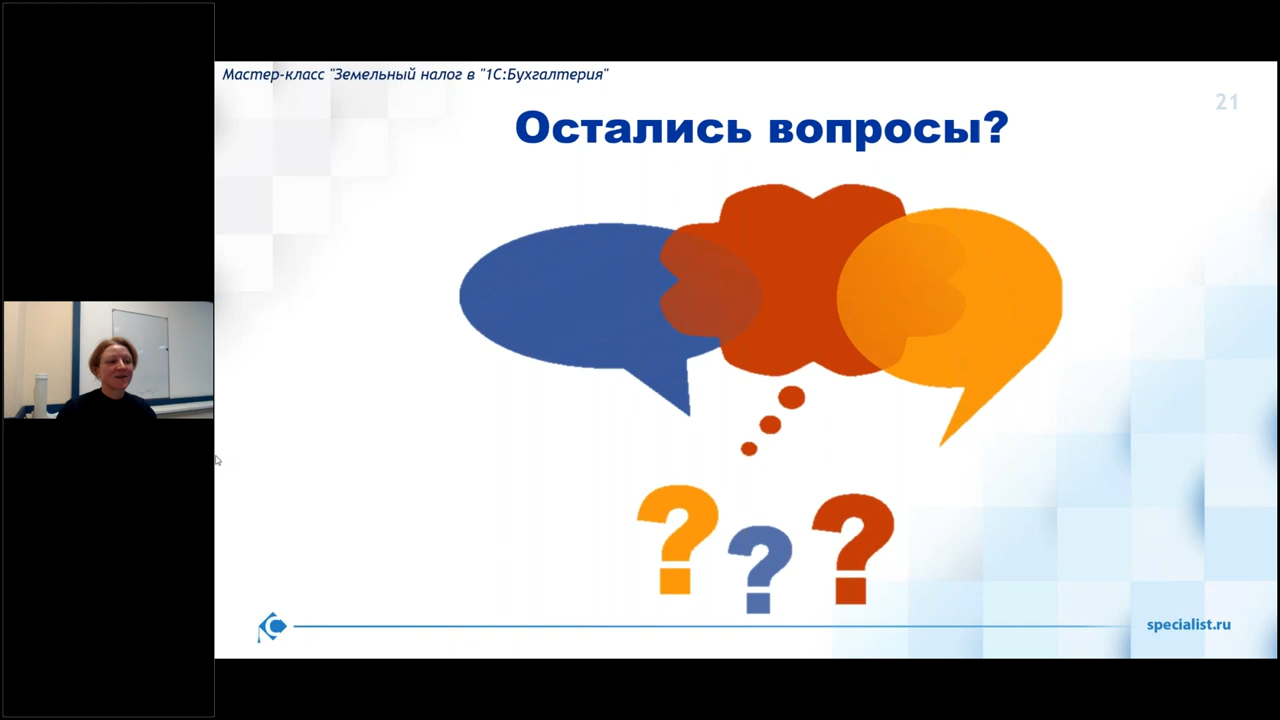 Мастер-класс "Земельный налог в "1С:Бухгалтерия"
21
Остались вопросы?
? ? ?
specialist.ru